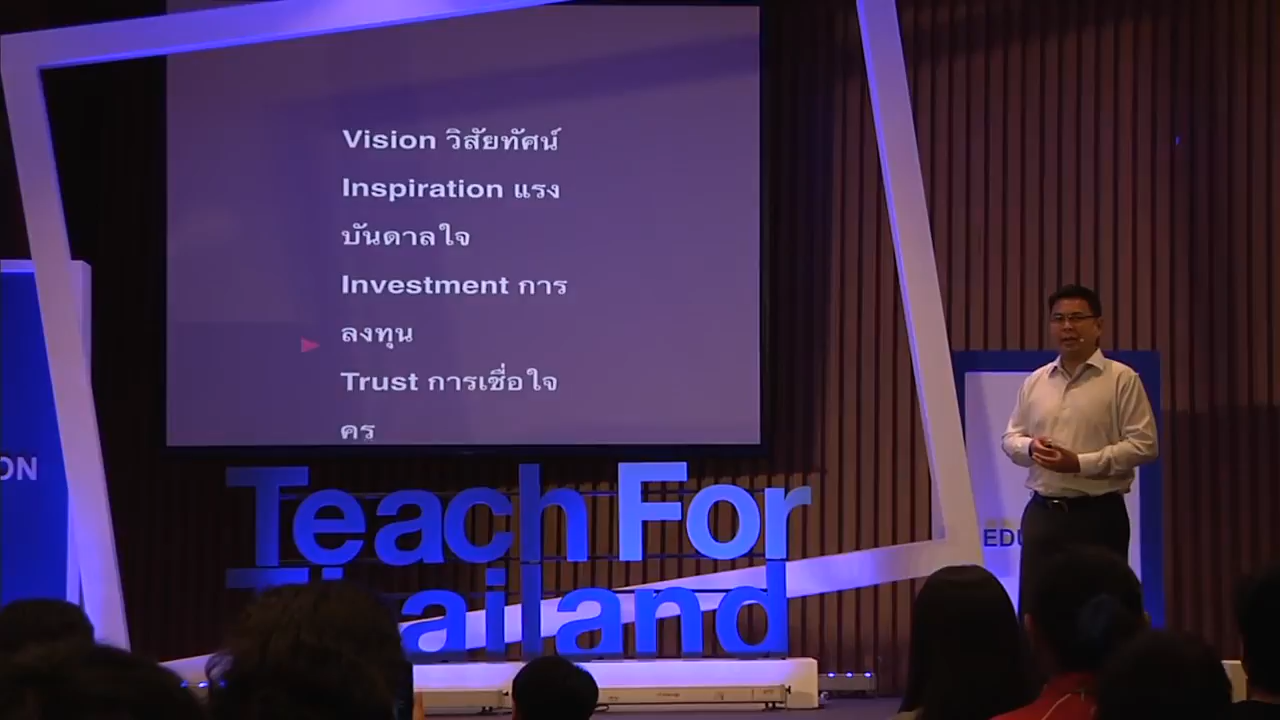 Vision วิสัยทัศน์
Inspiration แรง
บันดาลใจ
Investment การ
ลงทุน
Trust การเชื่อใจ
คร
Teach For
Tailand
ON
EDU